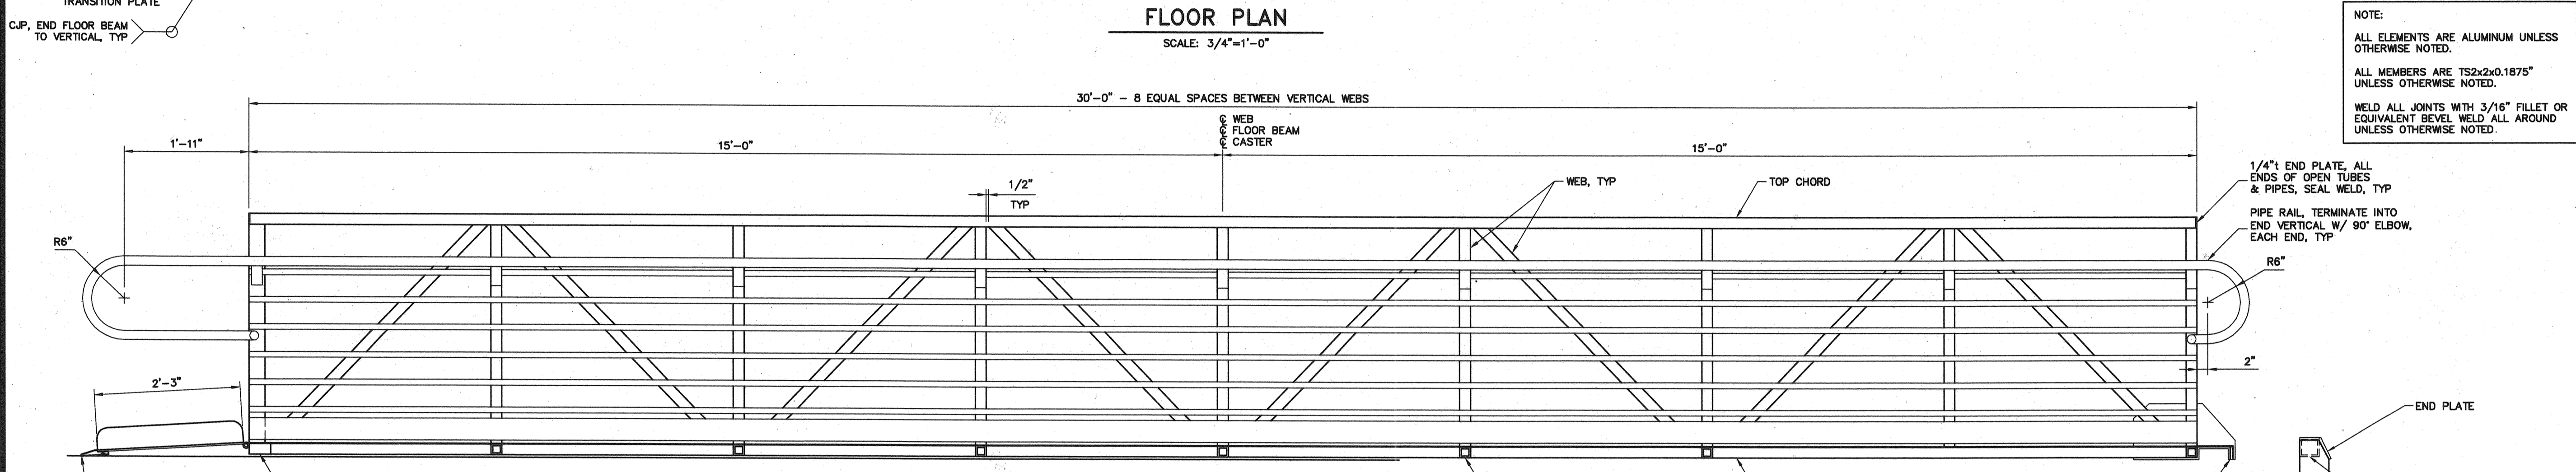 TRANSITION PLATE
CJP, END FLOOR BEAM
TO VERTICAL, TYP
FLOOR PLAN
SCALE: 3/4"=1'-0"
NOTE:
ALL ELEMENTS ARE ALUMINUM UNLESS
OTHERWISE NOTED.
ALL MEMBERS ARE TS2x2x0.1875"
UNLESS OTHERWISE NOTED.
WELD ALL JOINTS WITH 3/16" FILLET OR
EQUIVALENT BEVEL WELD ALL AROUND
UNLESS OTHERWISE NOTED.
30'-0" - 8 EQUAL SPACES BETWEEN VERTICAL WEBS
℄ WEB
℄ FLOOR BEAM
℄ CASTER
1'-11"
15'-0"
15'-0"
1/2"
TYP
WEB, TYP
TOP CHORD
1/4"t END PLATE, ALL
ENDS OF OPEN TUBES
& PIPES, SEAL WELD, TYP
PIPE RAIL, TERMINATE INTO
END VERTICAL W/ 90° ELBOW,
EACH END, TYP
R6"
R6"
2'-3"
2"
END PLATE